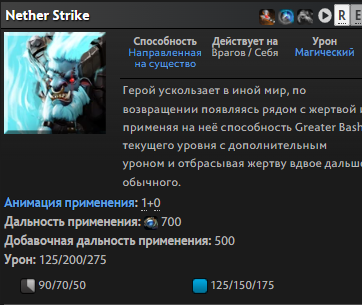 Nether Strike
R E
Способность Действует на Урон
Направленная на существо Врагов / Себя Магический
Герой ускользает в иной мир, по
возвращении появляясь рядом с жертвой и
применяя на неё способность Greater Bash
текущего уровня с дополнительным
уроном и отбрасывая жертву вдвое дальше
обычного.
Анимация применения: 1+0
Дальность применения: 700
Добавочная дальность применения: 500
Урон: 125/200/275
90/70/50 125/150/175